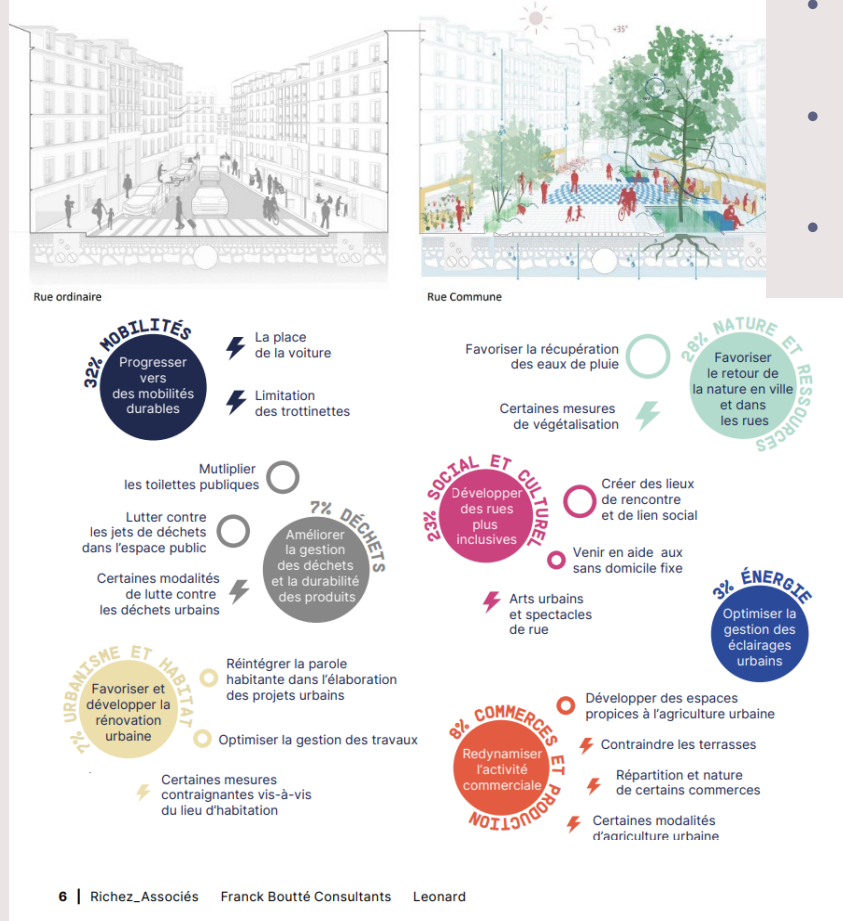 +35°
Rue ordinaire
Rue Commune
32% MOBILITÉS
Progresser
vers
des mobilités
durables
La place
de la voiture
Limitation
des trottinettes
Favoriser la récupération
des eaux de pluie
Certaines mesures
de végétalisation
28% NATURE ET RESSOURCES
Favoriser
le retour de
la nature en ville
et dans
les rues
Mutliplier
les toilettes publiques
Lutter contre
les jets de déchets
dans l'espace public
Certaines modalités
de lutte contre
les déchets urbains
7% DÉCHETS
Améliorer
la gestion
des déchets
et la durabilité
des produits
23% SOCIAL ET CULTUREL
Développer
des rues
plus
inclusives
Créer des lieux
de rencontre
et de lien social
Venir en aide aux
sans domicile fixe
Arts urbains
et spectacles
de rue
3% ÉNERGIE
Optimiser la
gestion des
éclairages
urbains
7% URBANISME ET HABITAT
Favoriser et
développer la
rénovation
urbaine
Réintégrer la parole
habitante dans l'élaboration
des projets urbains
Optimiser la gestion des travaux
Certaines mesures
contraignantes vis-à-vis
du lieu d'habitation
8% COMMERCES ET PRODUCTION
Redynamiser
l'activité
commerciale
Développer des espaces
propices à l'agriculture urbaine
Contraindre les terrasses
Répartition et nature
de certains commerces
Certaines modalités
d'agriculture urbaine
6 | Richez_Associés Franck Boutté Consultants Leonard